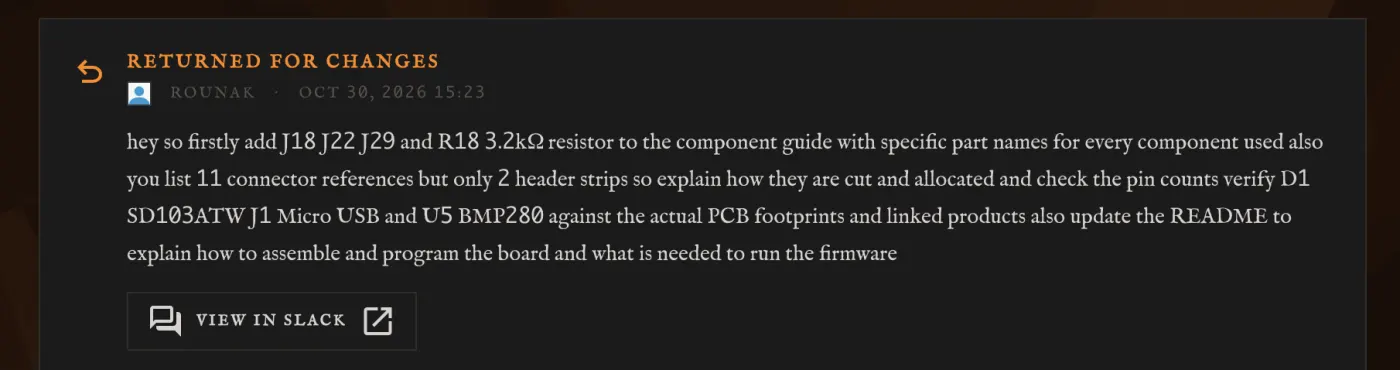 RETURNED FOR CHANGES
ROUNAK · OCT 30, 2026 15:23
hey so firstly add J18 J22 J29 and R18 3.2kΩ resistor to the component guide with specific part names for every component used also
you list 11 connector references but only 2 header strips so explain how they are cut and allocated and check the pin counts verify D1
SD103ATW J1 Micro USB and U5 BMP280 against the actual PCB footprints and linked products also update the README to
explain how to assemble and program the board and what is needed to run the firmware
VIEW IN SLACK